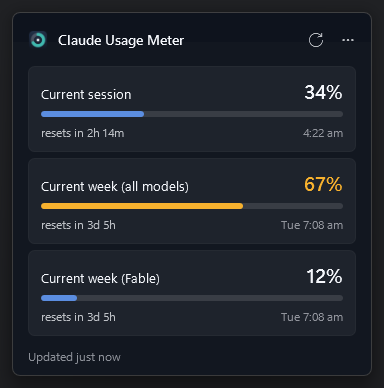 Claude Usage Meter
Current session 34%
resets in 2h 14m 4:22 am
Current week (all models) 67%
resets in 3d 5h Tue 7:08 am
Current week (Fable) 12%
resets in 3d 5h Tue 7:08 am
Updated just now